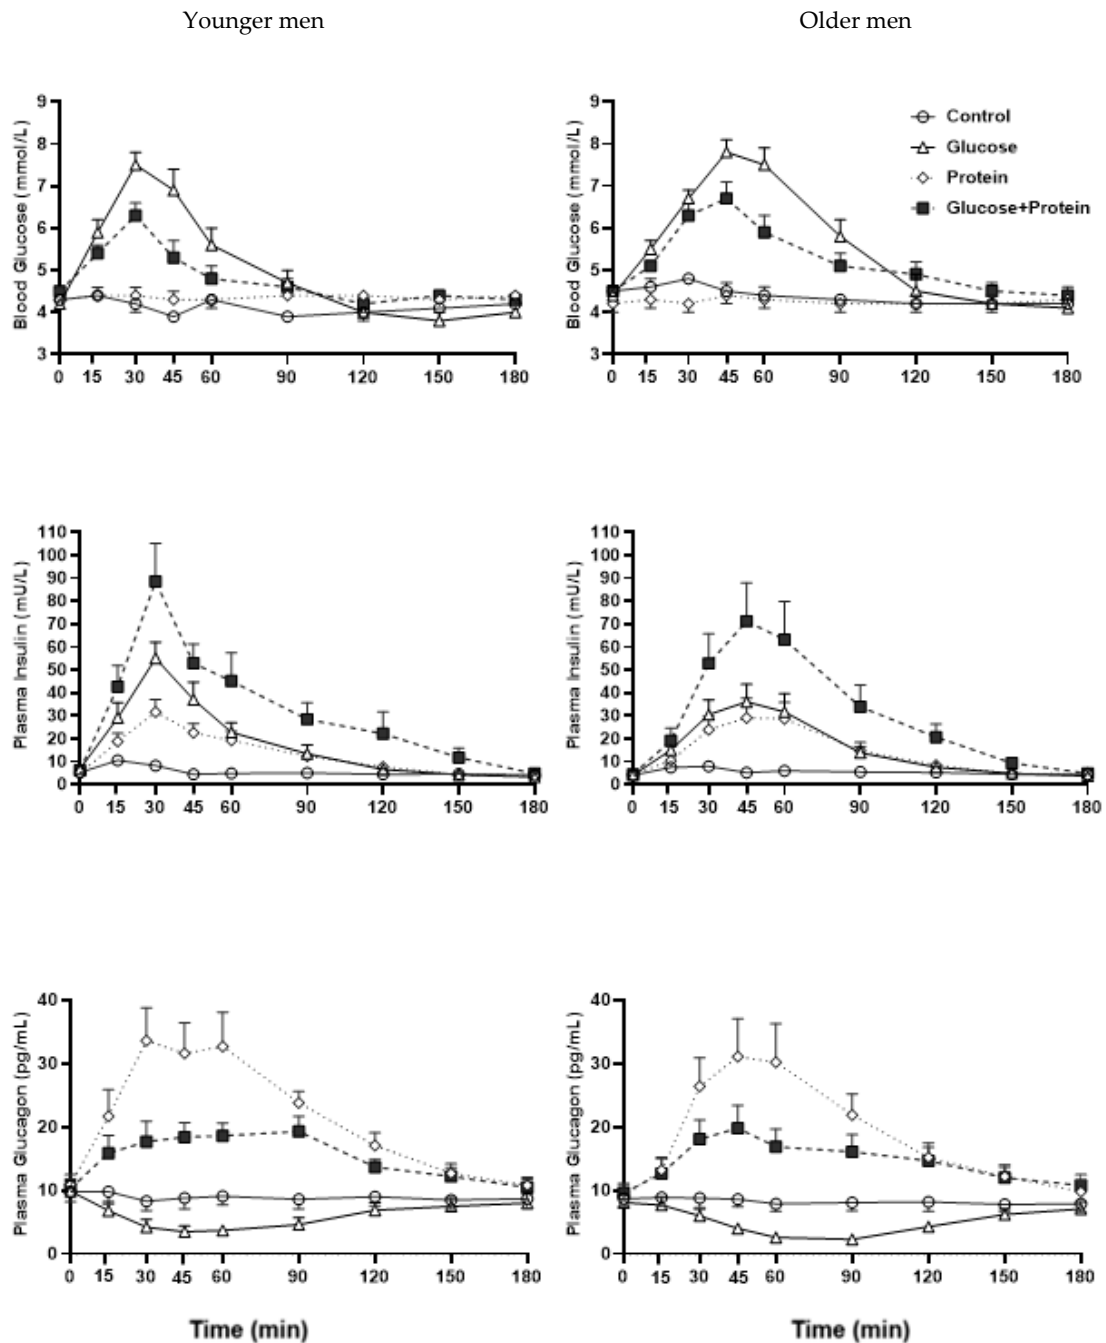 Younger men
Older men
Blood Glucose (mmol/L)
9
8
7
6
5
4
3
0 15 30 45 60 90 120 150 180
Blood Glucose (mmol/L)
9
8
7
6
5
4
3
0 15 30 45 60 90 120 150 180
Control
Glucose
Protein
Glucose+Protein
Plasma Insulin (mU/L)
110
100
90
80
70
60
50
40
30
20
10
0
0 15 30 45 60 90 120 150 180
Plasma Insulin (mU/L)
110
100
90
80
70
60
50
40
30
20
10
0
0 15 30 45 60 90 120 150 180
Plasma Glucagon (pg/mL)
40
30
20
10
0
0 15 30 45 60 90 120 150 180
Time (min)
Plasma Glucagon (pg/mL)
40
30
20
10
0
0 15 30 45 60 90 120 150 180
Time (min)